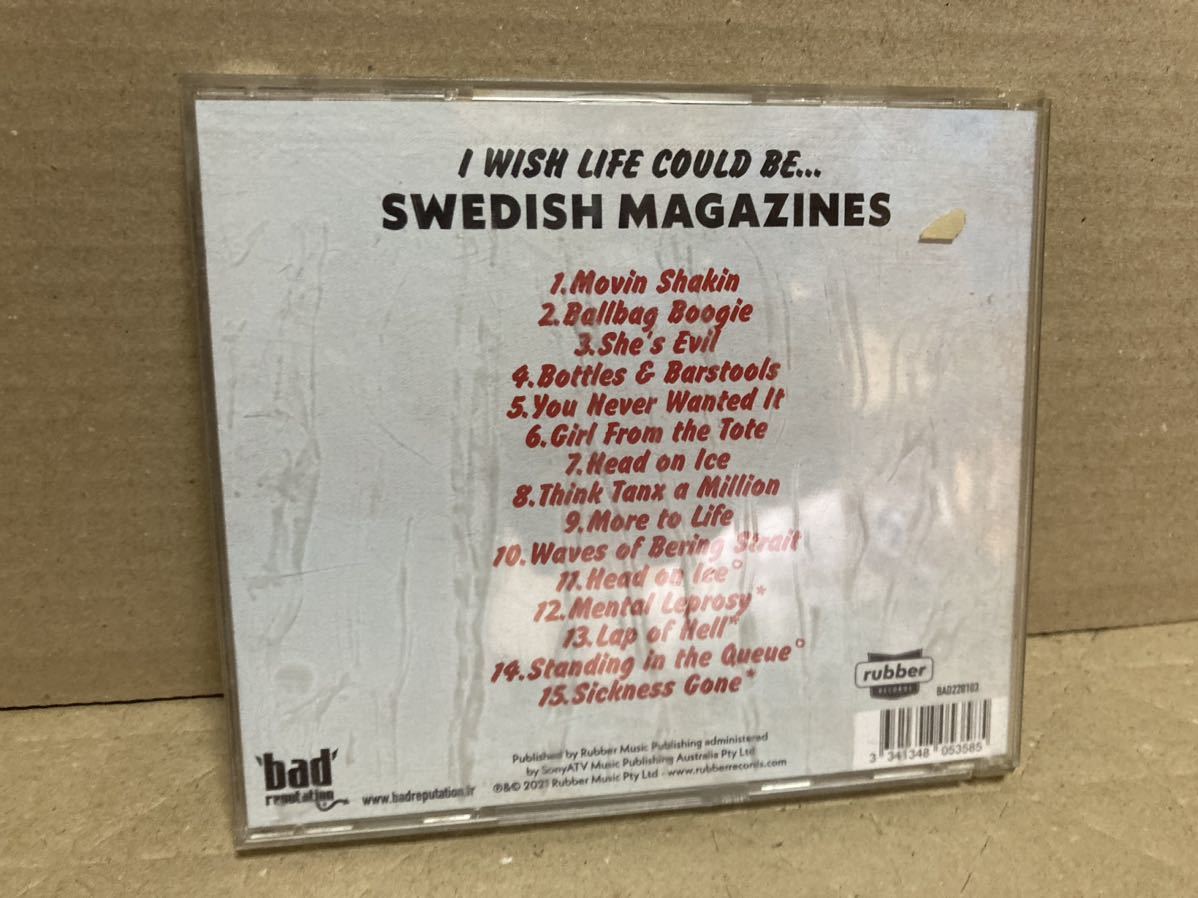 I WISH LIFE COULD BE...
SWEDISH MAGAZINES
1.Movin Shakin
2.Ballbag Boogie
3.She's Evil
4.Bottles & Barstools
5.You Never Wanted It
6.Girl From the Tote
7.Head on Ice
8.Think Tanx a Million
9.More to Life
10.Waves of Bering Strait
11.Head on Ice°
12.Mental Leprosy*
13.Lap of Hell*
14.Standing in the Queue°
15.Sickness Gone*
rubber
RECORDS
BAD220103
Published by Rubber Music Publishing administered
by SonyATV Music Publishing Australia Pty Ltd
℗&© 2021 Rubber Music Pty Ltd - www.rubberrecords.com
3 341348 053585
'bad'
reputation
www.badreputation.fr